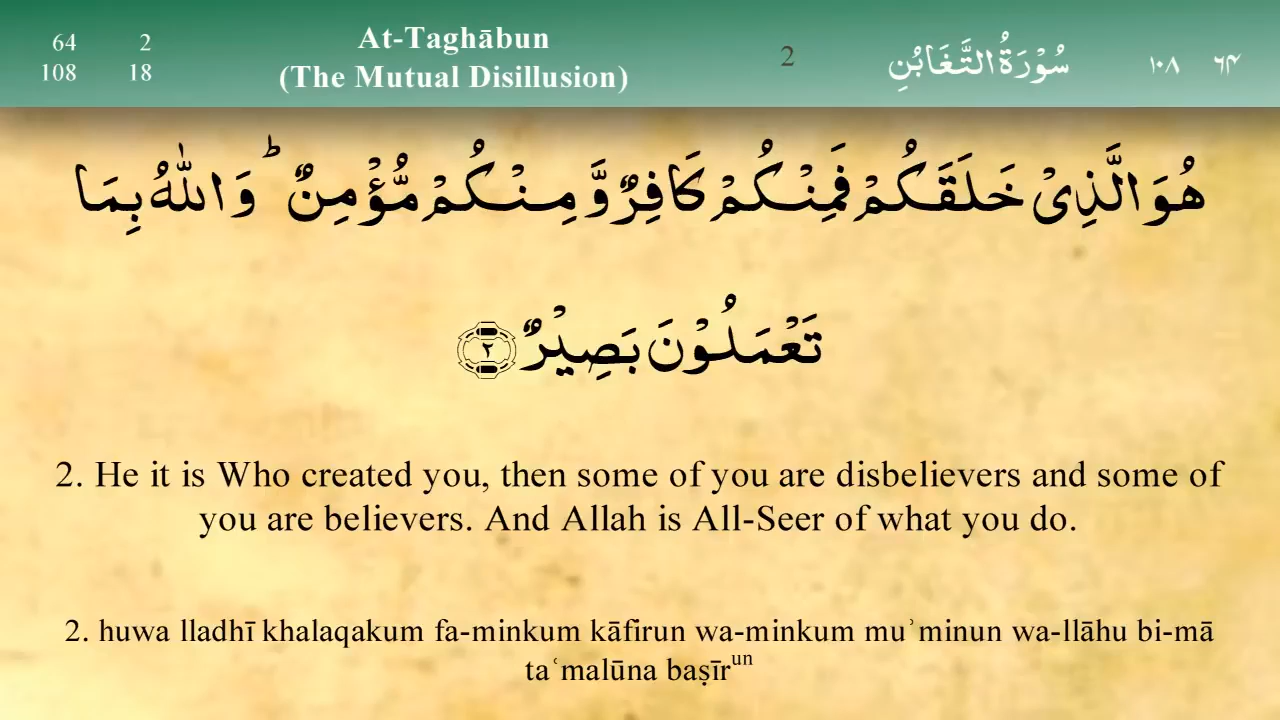 64 2
108 18
At-Taghābun
(The Mutual Disillusion)
2
سُوْرَةُ التَّغَابُنِ
١٠٨ ٦٤
هُوَ الَّذِىْ خَلَقَكُمْ فَمِنْكُمْ كَافِرٌ وَّمِنْكُمْ مُّؤْمِنٌ ؕ وَاللّٰهُ بِمَا
تَعْمَلُوْنَ بَصِيْرٌ ٢
2. He it is Who created you, then some of you are disbelievers and some of
you are believers. And Allah is All-Seer of what you do.
2. huwa lladhī khalaqakum fa-minkum kāfirun wa-minkum muʾminun wa-llāhu bi-mā
taʿmalūna baṣīrun